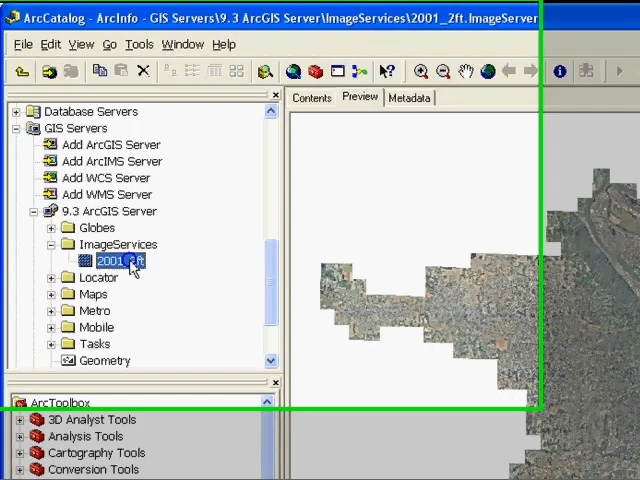 ArcCatalog - ArcInfo - GIS Servers\9.3 ArcGIS Server\ImageServices\2001_2ft.ImageServer
File Edit View Go Tools Window Help
Contents Preview Metadata
Database Servers
GIS Servers
Add ArcGIS Server
Add ArcIMS Server
Add WCS Server
Add WMS Server
9.3 ArcGIS Server
Globes
ImageServices
2001_2ft
Locator
Maps
Metro
Mobile
Tasks
Geometry
ArcToolbox
3D Analyst Tools
Analysis Tools
Cartography Tools
Conversion Tools